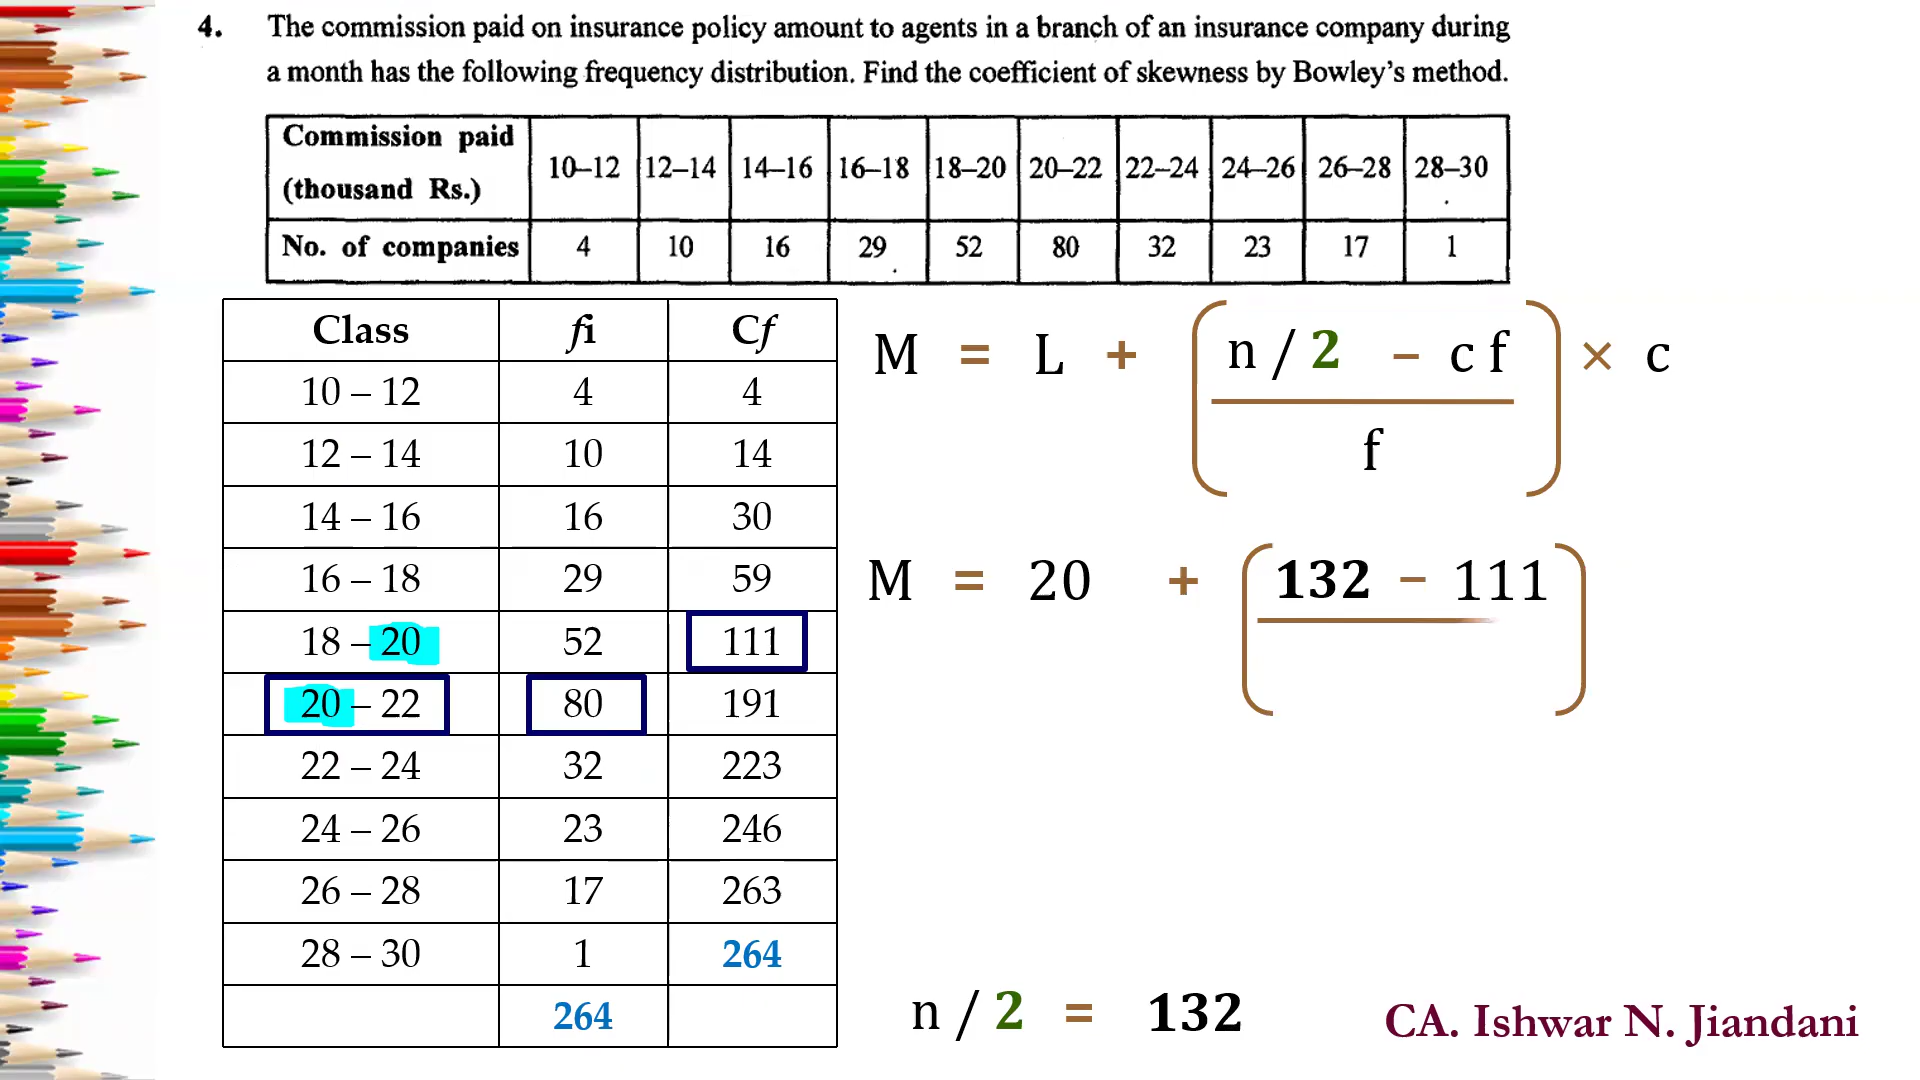 4. The commission paid on insurance policy amount to agents in a branch of an insurance company during
a month has the following frequency distribution. Find the coefficient of skewness by Bowley's method.
Commission paid (thousand Rs.) 10–12 12–14 14–16 16–18 18–20 20–22 22–24 24–26 26–28 28–30
No. of companies 4 10 16 29 52 80 32 23 17 1
Class fi Cf
10 – 12 4 4
12 – 14 10 14
14 – 16 16 30
16 – 18 29 59
18 – 20 52 111
20 – 22 80 191
22 – 24 32 223
24 – 26 23 246
26 – 28 17 263
28 – 30 1 264
264
M = L + ( n / 2 – c f ) × c
f
M = 20 + ( 132 – 111 )
n / 2 = 132
CA. Ishwar N. Jiandani